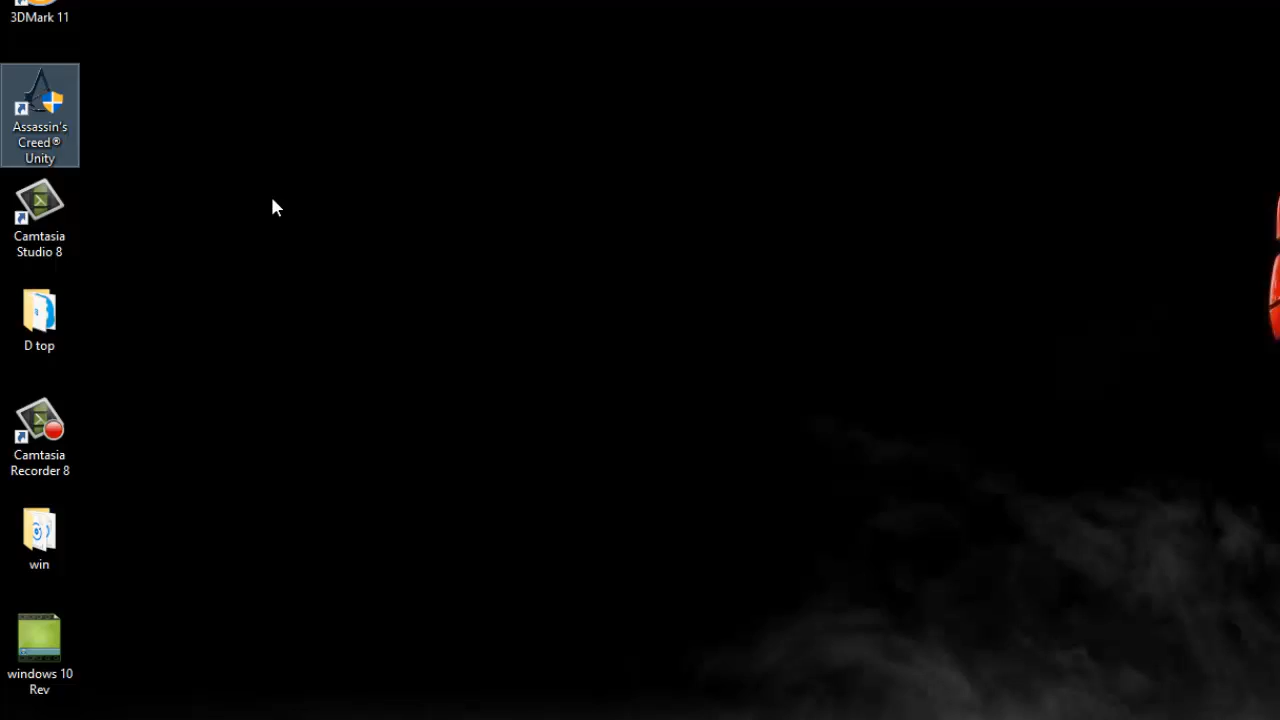 3DMark 11
Assassin's
Creed®
Unity
Camtasia
Studio 8
D top
Camtasia
Recorder 8
win
windows 10
Rev